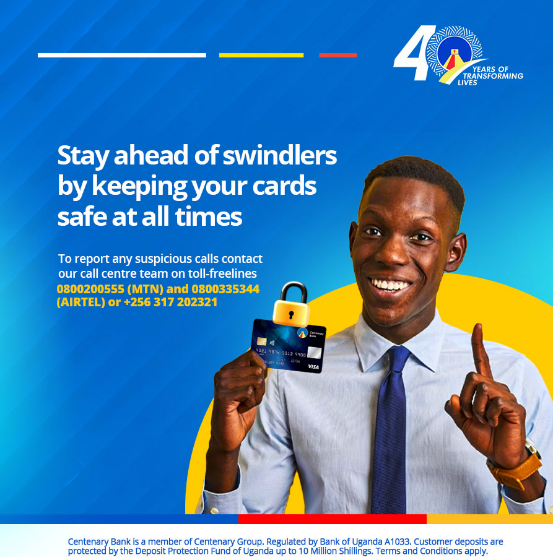 40
YEARS OF
TRANSFORMING
LIVES
Stay ahead of swindlers
by keeping your cards
safe at all times
To report any suspicious calls contact
our call centre team on toll-freelines
0800200555 (MTN) and 0800335344
(AIRTEL) or +256 317 202321
Centenary
Bank
VISA
Centenary Bank is a member of Centenary Group. Regulated by Bank of Uganda A1033. Customer deposits are
protected by the Deposit Protection Fund of Uganda up to 10 Million Shillings. Terms and Conditions apply.